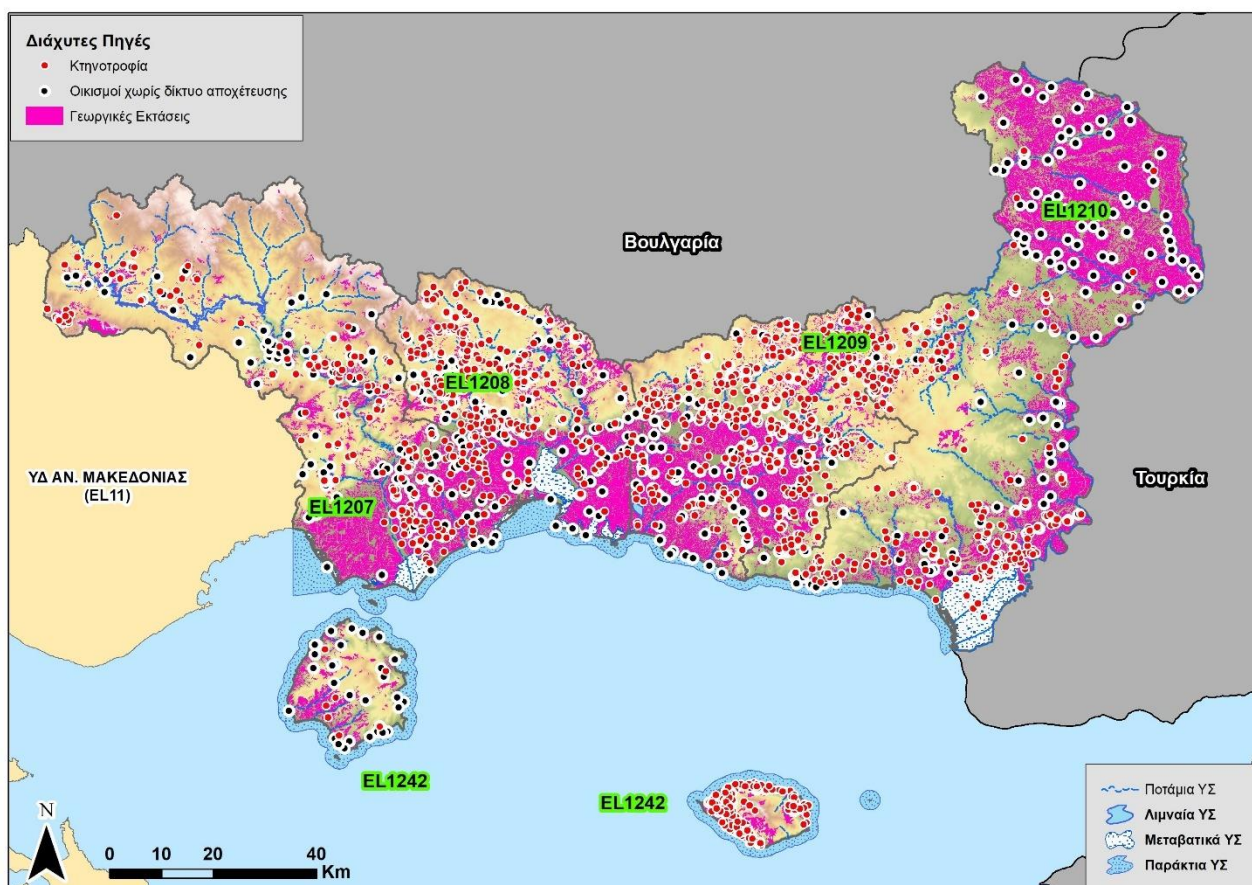 Διάχυτες Πηγές
Κτηνοτροφία
Οικισμοί χωρίς δίκτυο αποχέτευσης
Γεωργικές Εκτάσεις
EL1210
Βουλγαρία
EL1209
EL1208
ΥΔ ΑΝ. ΜΑΚΕΔΟΝΙΑΣ
(EL11)
Τουρκία
EL1207
EL1242
EL1242
N
0 10 20 40
Km
Ποτάμια ΥΣ
Λιμναία ΥΣ
Μεταβατικά ΥΣ
Παράκτια ΥΣ